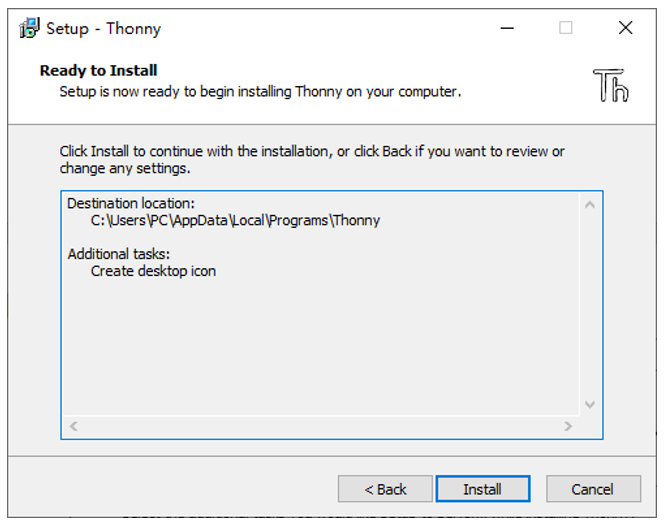 Setup - Thonny
Ready to Install
Setup is now ready to begin installing Thonny on your computer.
Th
Click Install to continue with the installation, or click Back if you want to review or
change any settings.
Destination location:
C:\Users\PC\AppData\Local\Programs\Thonny
Additional tasks:
Create desktop icon
< Back
Install
Cancel